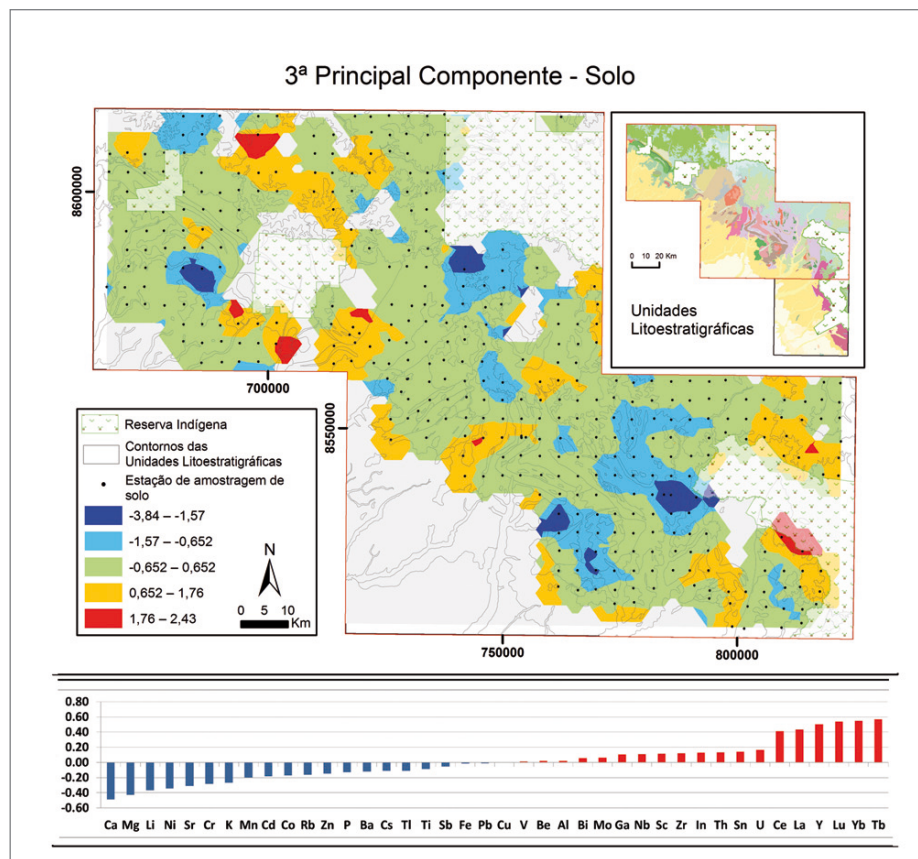 3ª Principal Componente - Solo
8600000
0 10 20 Km
Unidades
Litoestratigráficas
700000
8550000
Reserva Indígena
Contornos das
Unidades Litoestratigráficas
Estação de amostragem de
solo
-3,84 – -1,57
-1,57 – -0,652
-0,652 – 0,652
0,652 – 1,76
1,76 – 2,43
N
0 5 10
Km
750000
800000
0.80
0.60
0.40
0.20
0.00
-0.20
-0.40
-0.60
Ca Mg Li Ni Sr Cr K Mn Cd Co Rb Zn P Ba Cs Tl Ti Sb Fe Pb Cu V Be Al Bi Mo Ga Nb Sc Zr In Th Sn U Ce La Y Lu Yb Tb